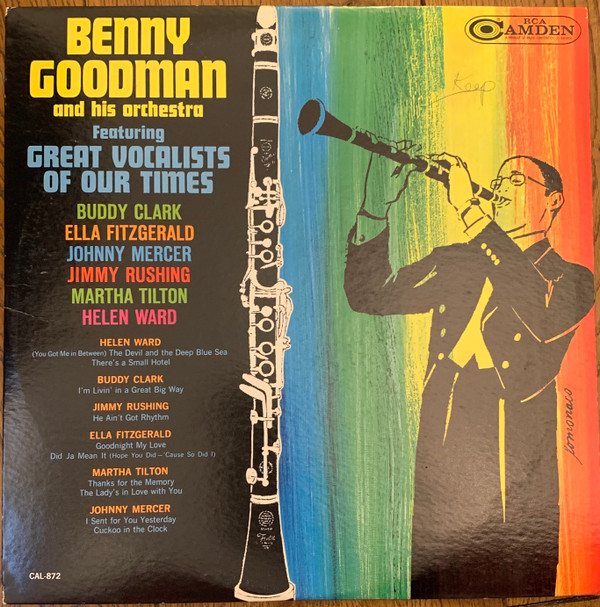 BENNY
GOODMAN
and his orchestra
Featuring
GREAT VOCALISTS
OF OUR TIMES
BUDDY CLARK
ELLA FITZGERALD
JOHNNY MERCER
JIMMY RUSHING
MARTHA TILTON
HELEN WARD
HELEN WARD
(You Got Me in Between) The Devil and the Deep Blue Sea
There's a Small Hotel
BUDDY CLARK
I'm Livin' in a Great Big Way
JIMMY RUSHING
He Ain't Got Rhythm
ELLA FITZGERALD
Goodnight My Love
Did Ja Mean It (Hope You Did—'Cause So Did I)
MARTHA TILTON
Thanks for the Memory
The Lady's in Love with You
JOHNNY MERCER
I Sent for You Yesterday
Cuckoo in the Clock
CAL-872
RCA
CAMDEN
Keep
Lomonaco